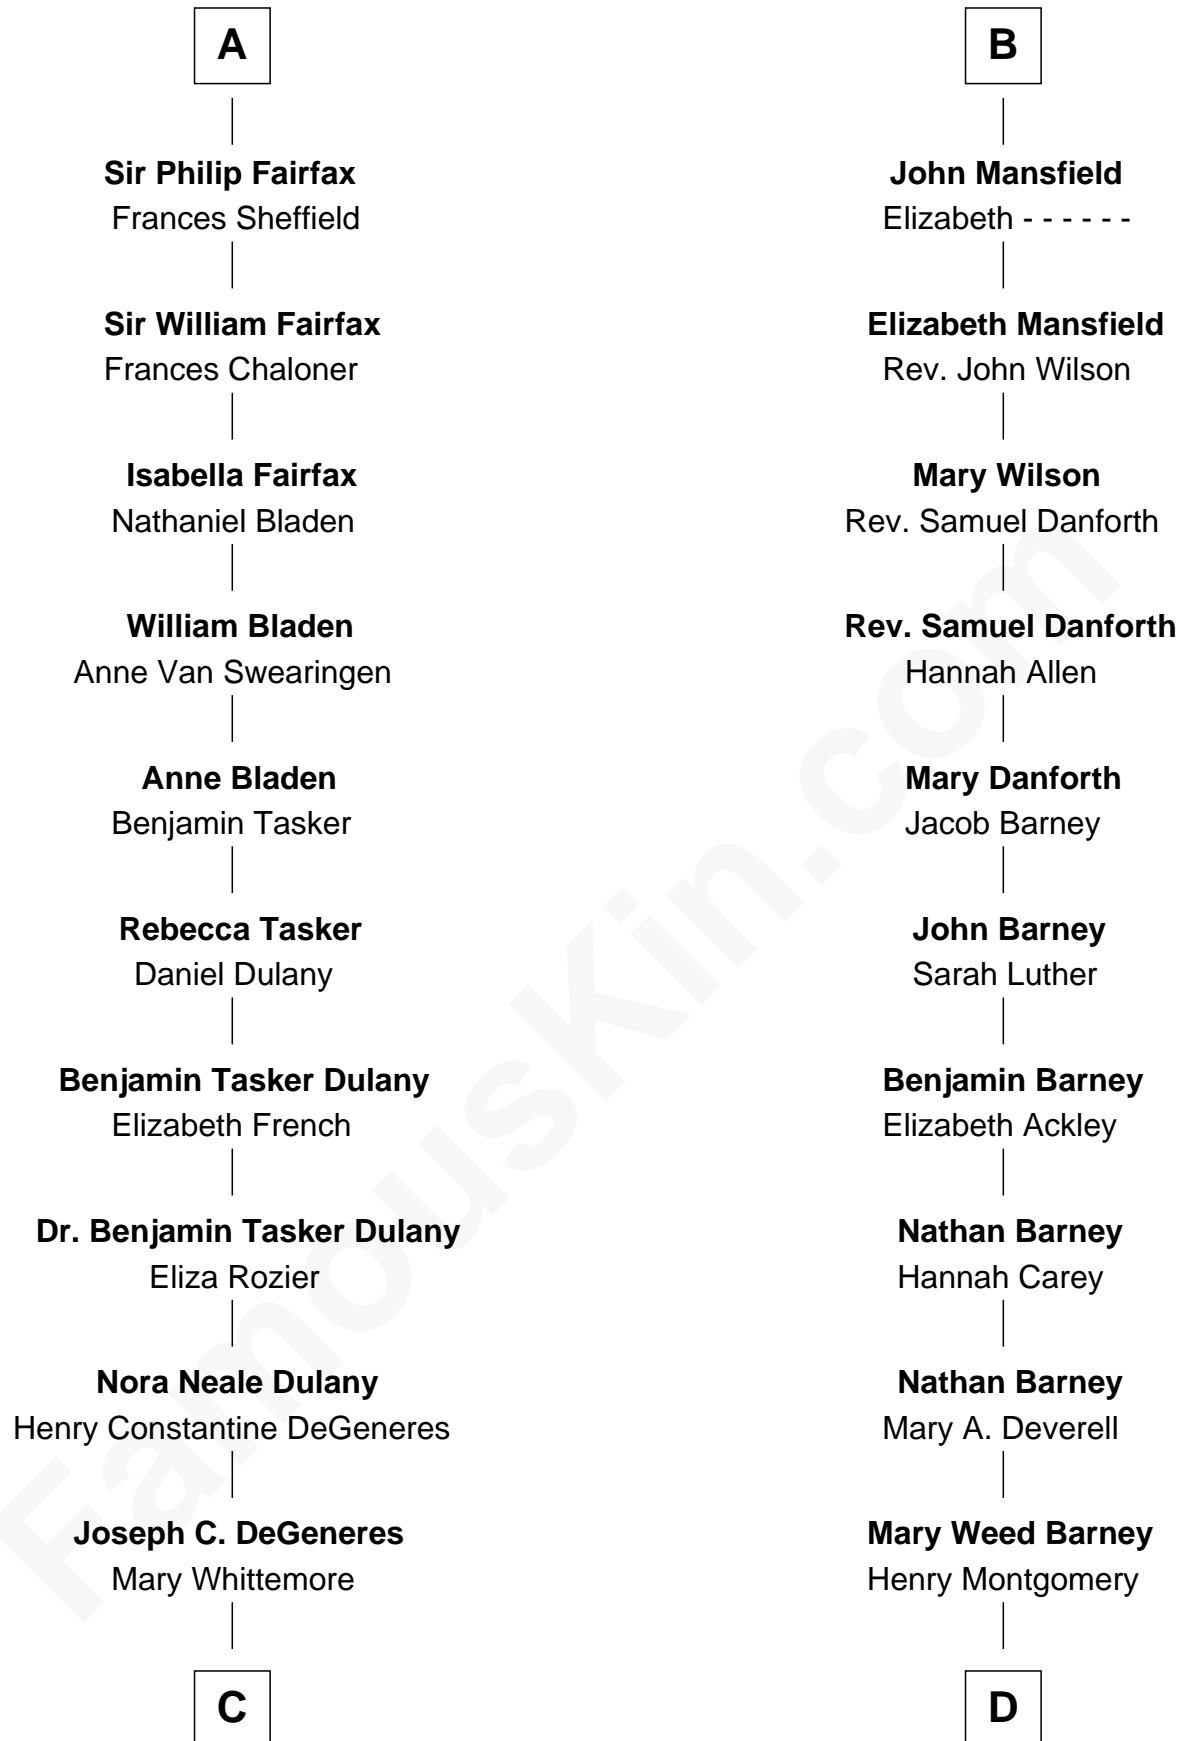 A
Sir Philip Fairfax
Frances Sheffield
Sir William Fairfax
Frances Chaloner
Isabella Fairfax
Nathaniel Bladen
William Bladen
Anne Van Swearingen
Anne Bladen
Benjamin Tasker
Rebecca Tasker
Daniel Dulany
Benjamin Tasker Dulany
Elizabeth French
Dr. Benjamin Tasker Dulany
Eliza Rozier
Nora Neale Dulany
Henry Constantine DeGeneres
Joseph C. DeGeneres
Mary Whittemore
C
B
John Mansfield
Elizabeth - - - - - -
Elizabeth Mansfield
Rev. John Wilson
Mary Wilson
Rev. Samuel Danforth
Rev. Samuel Danforth
Hannah Allen
Mary Danforth
Jacob Barney
John Barney
Sarah Luther
Benjamin Barney
Elizabeth Ackley
Nathan Barney
Hannah Carey
Nathan Barney
Mary A. Deverell
Mary Weed Barney
Henry Montgomery
D
FamousKin.com